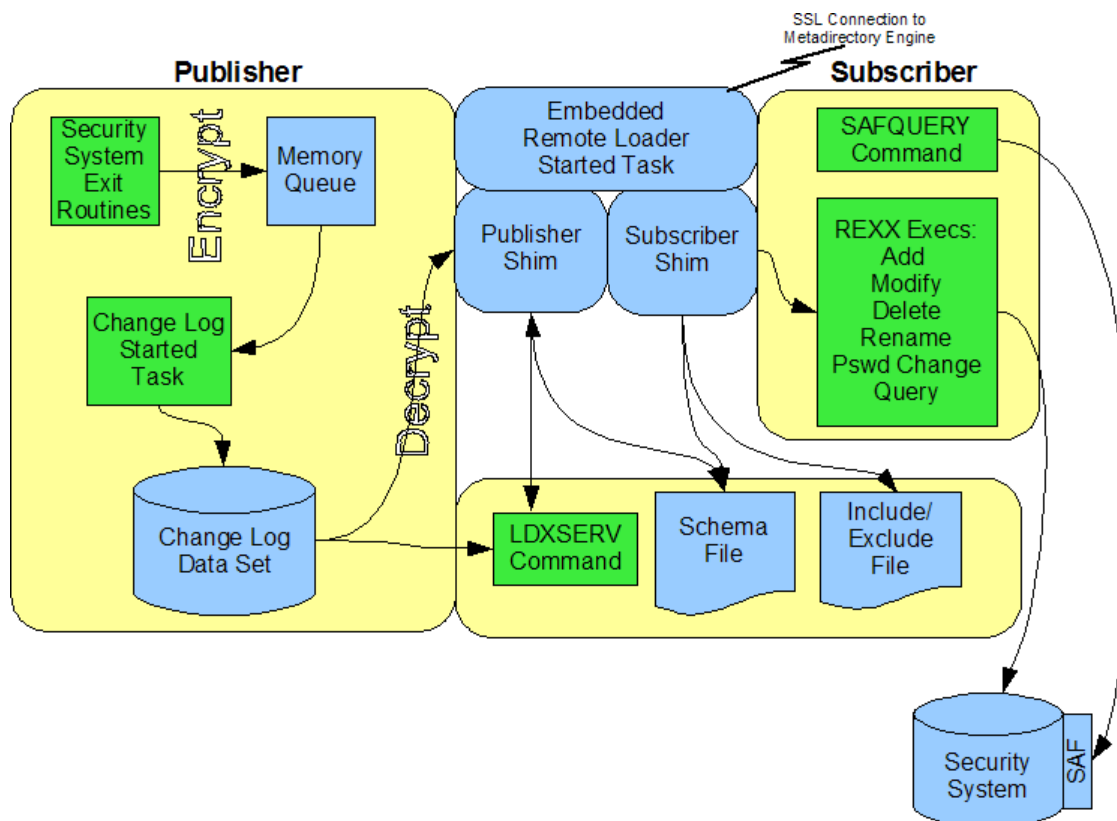 SSL Connection to
Metadirectory Engine
Publisher
Subscriber
Security
System
Exit
Routines
Encrypt
Memory
Queue
Change Log
Started
Task
Change Log
Data Set
Decrypt
Embedded
Remote Loader
Started Task
Publisher
Shim
Subscriber
Shim
SAFQUERY
Command
REXX Execs:
Add
Modify
Delete
Rename
Pswd Change
Query
LDXSERV
Command
Schema
File
Include/
Exclude
File
Security
System
SAF